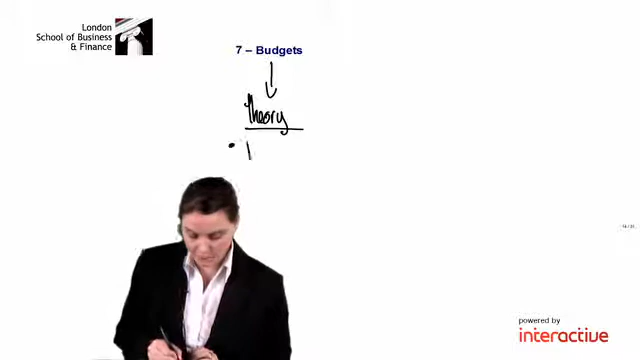 London
School of Business
& Finance
7 – Budgets
Theory
powered by
interactive